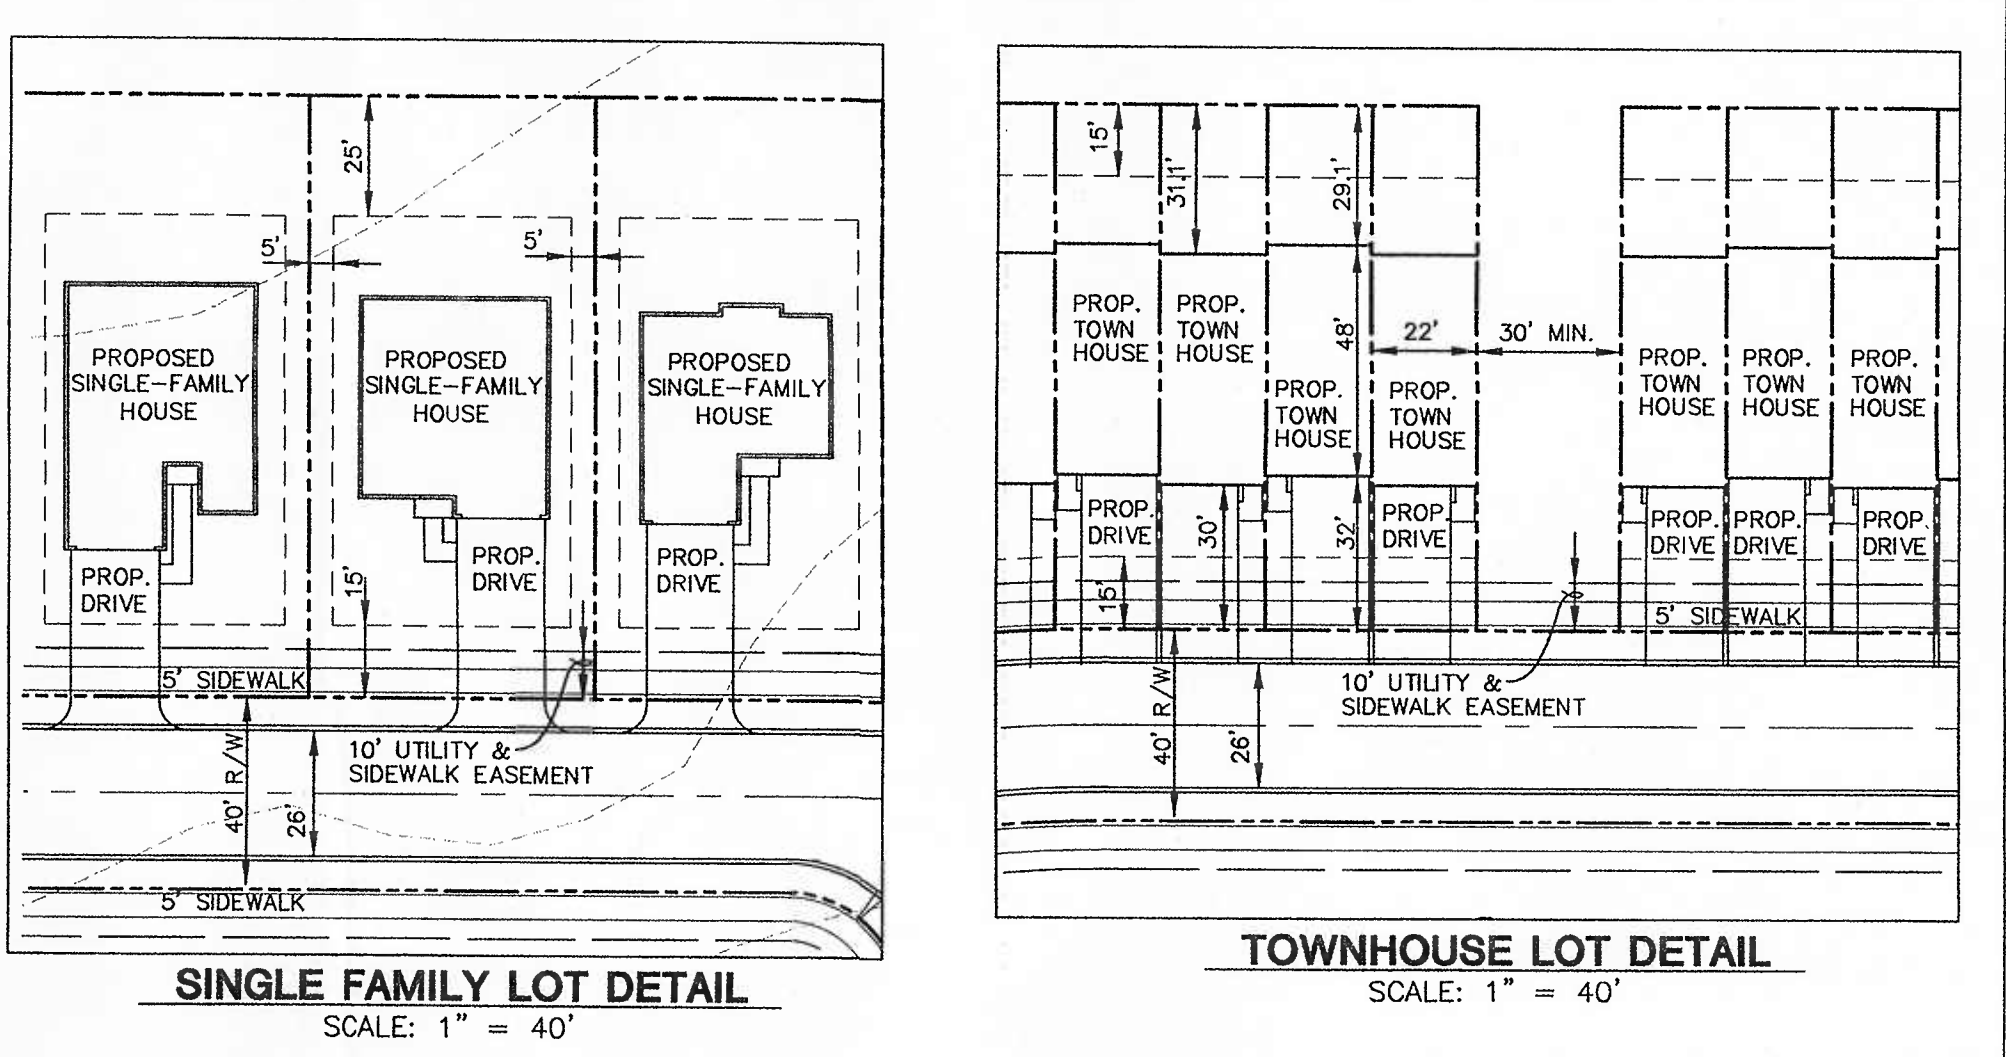 25'
5'
5'
PROPOSED
SINGLE-FAMILY
HOUSE
PROPOSED
SINGLE-FAMILY
HOUSE
PROPOSED
SINGLE-FAMILY
HOUSE
PROP.
DRIVE
15'
PROP.
DRIVE
PROP.
DRIVE
5' SIDEWALK
40' R/W
26'
10' UTILITY &
SIDEWALK EASEMENT
5' SIDEWALK
SINGLE FAMILY LOT DETAIL
SCALE: 1" = 40'
15'
31.1'
29.1'
PROP.
TOWN
HOUSE
PROP.
TOWN
HOUSE
48'
22'
30' MIN.
PROP.
TOWN
HOUSE
PROP.
TOWN
HOUSE
PROP.
TOWN
HOUSE
PROP.
TOWN
HOUSE
PROP.
TOWN
HOUSE
PROP.
DRIVE
15'
30'
32'
PROP.
DRIVE
PROP.
DRIVE
PROP.
DRIVE
PROP.
DRIVE
5' SIDEWALK
40' R/W
26'
10' UTILITY &
SIDEWALK EASEMENT
TOWNHOUSE LOT DETAIL
SCALE: 1" = 40'